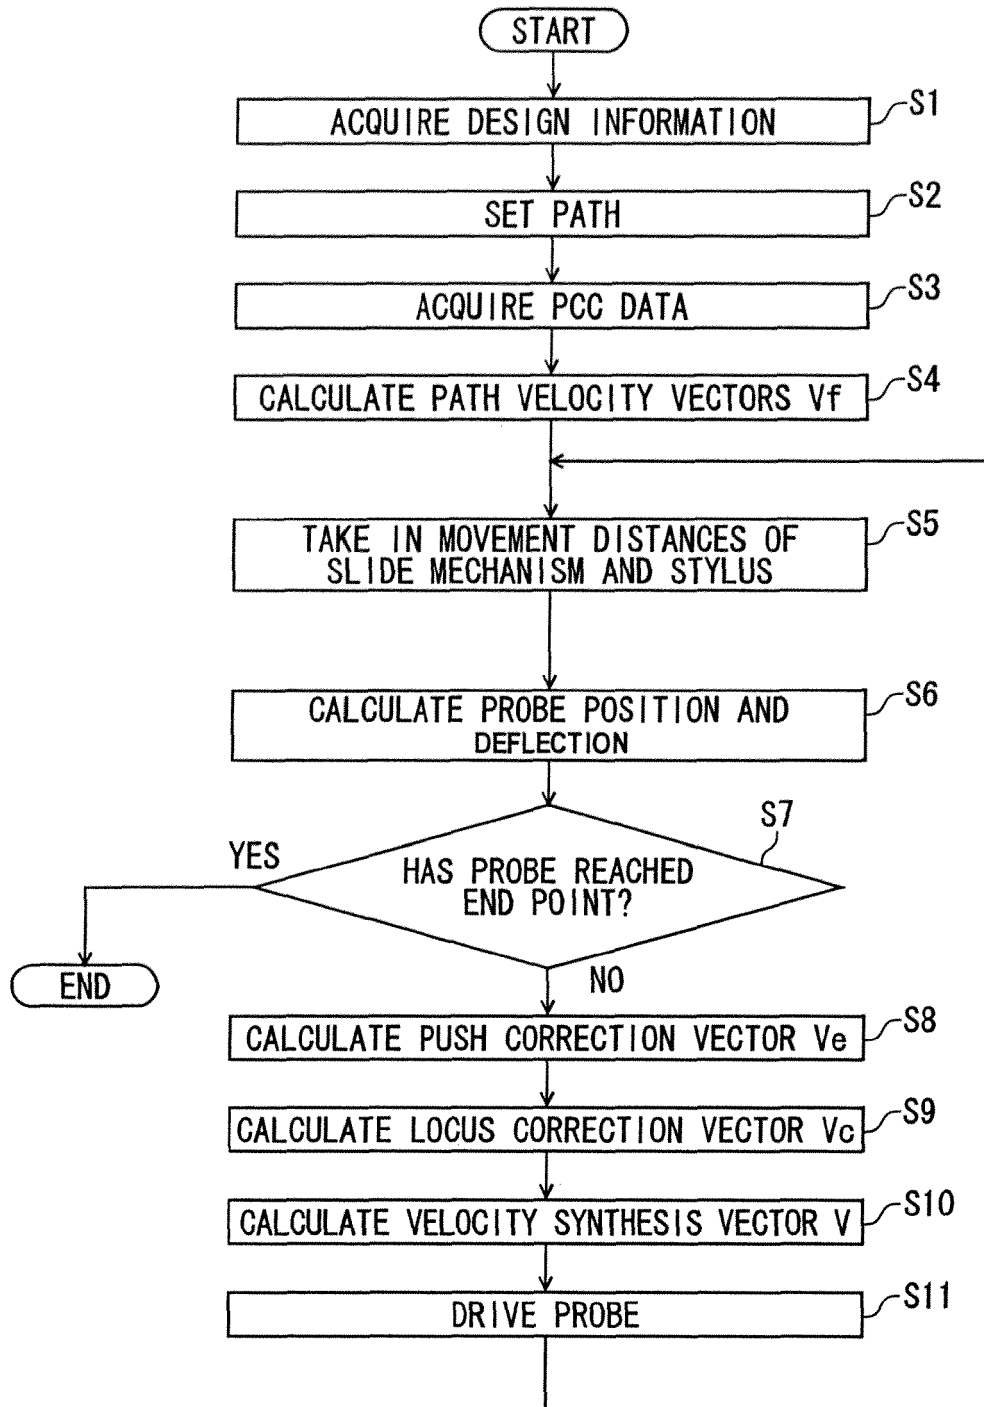 START
ACQUIRE DESIGN INFORMATION
S1
SET PATH
S2
ACQUIRE PCC DATA
S3
CALCULATE PATH VELOCITY VECTORS Vf
S4
TAKE IN MOVEMENT DISTANCES OF
SLIDE MECHANISM AND STYLUS
S5
CALCULATE PROBE POSITION AND
DEFLECTION
S6
HAS PROBE REACHED
END POINT?
S7
YES
END
NO
CALCULATE PUSH CORRECTION VECTOR Ve
S8
CALCULATE LOCUS CORRECTION VECTOR Vc
S9
CALCULATE VELOCITY SYNTHESIS VECTOR V
S10
DRIVE PROBE
S11